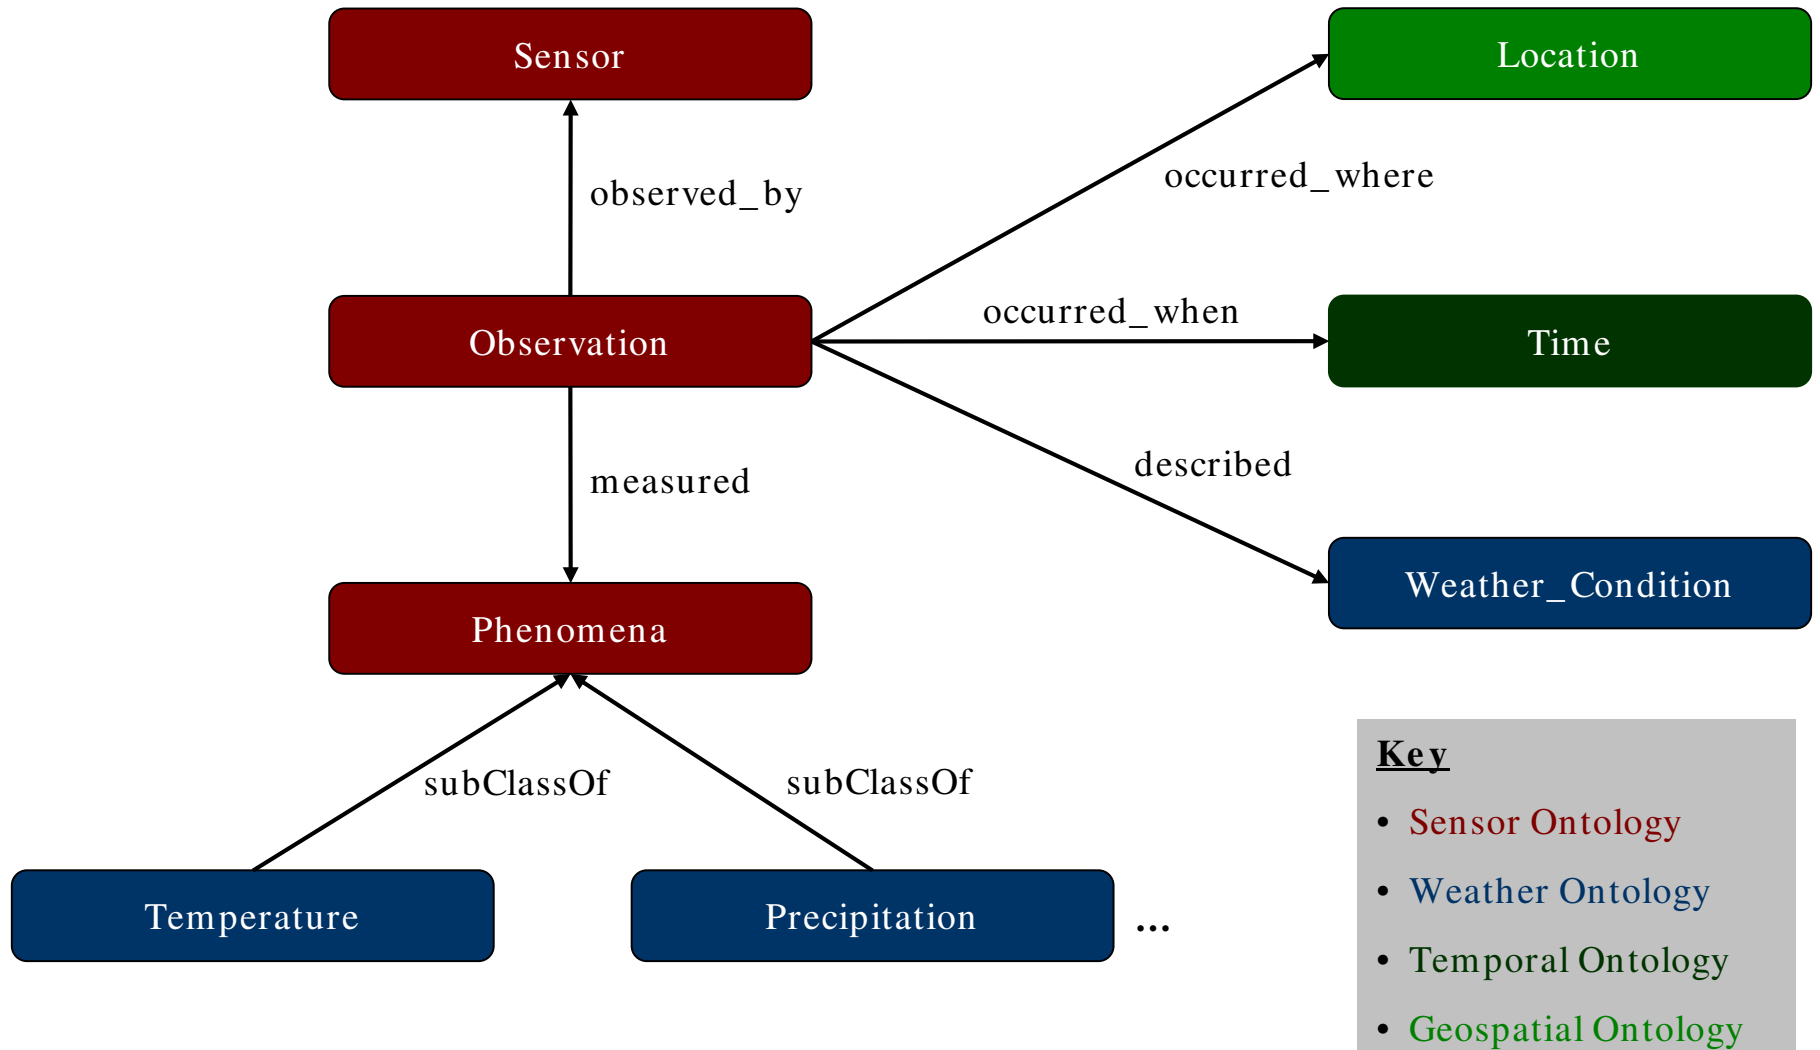 Sensor
Location
observed_by
occurred_where
Observation
occurred_when
Time
measured
described
Phenomena
Weather_Condition
subClassOf
subClassOf
Temperature
Precipitation
...
Key
• Sensor Ontology
• Weather Ontology
• Temporal Ontology
• Geospatial Ontology